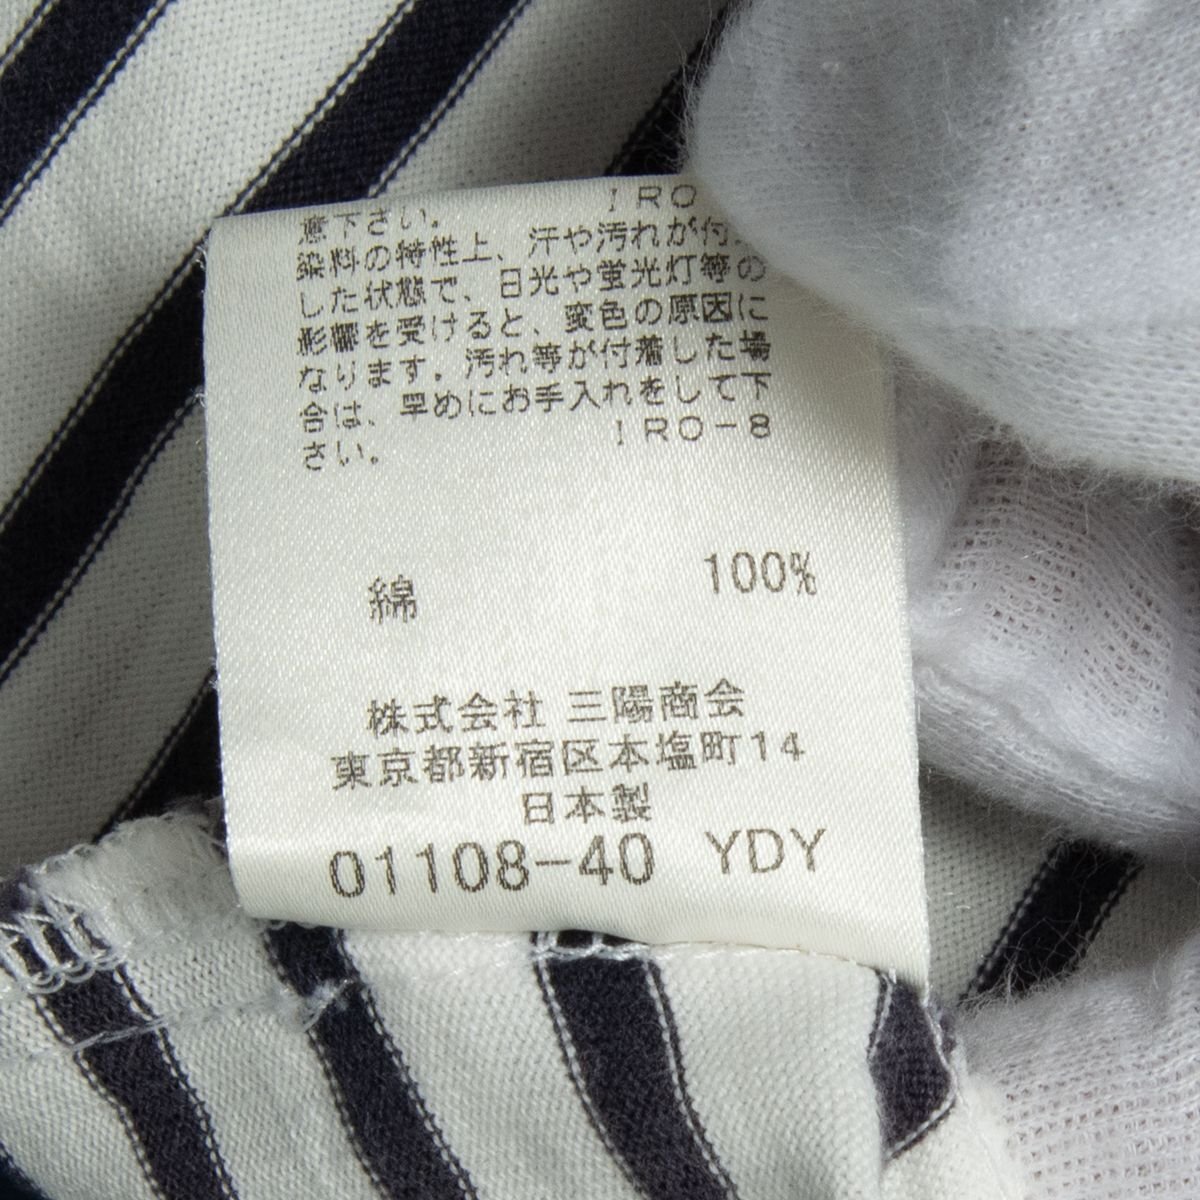 意下さい。 IRO
染料の特性上、汗や汚れが付
した状態で、日光や蛍光灯等の
影響を受けると、変色の原因に
なります。汚れ等が付着した場
合は、早めにお手入れをして下
さい。 IRO-8
綿 100%
株式会社 三陽商会
東京都新宿区本塩町14
日本製
01108-40 YDY